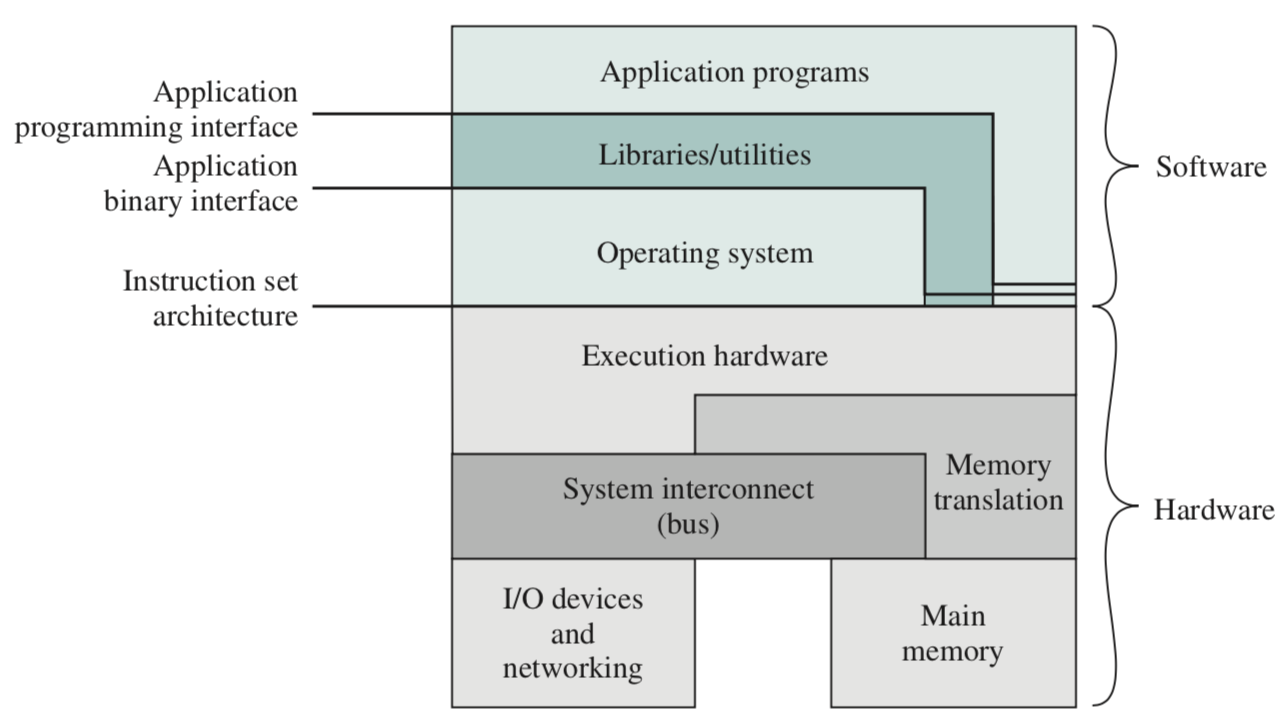 Application programs
Application
programming interface
Libraries/utilities
Application
binary interface
Software
Operating system
Instruction set
architecture
Execution hardware
Memory
translation
System interconnect
(bus)
Hardware
I/O devices
and
networking
Main
memory